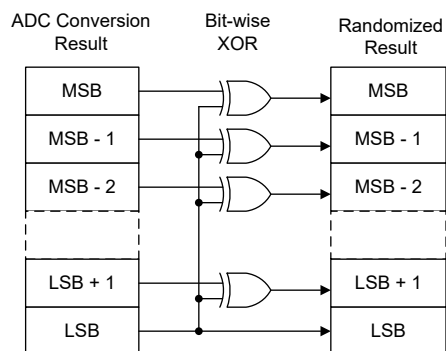 ADC Conversion
Result
Bit-wise
XOR
Randomized
Result
MSB
MSB
MSB - 1
MSB - 1
MSB - 2
MSB - 2
LSB + 1
LSB + 1
LSB
LSB